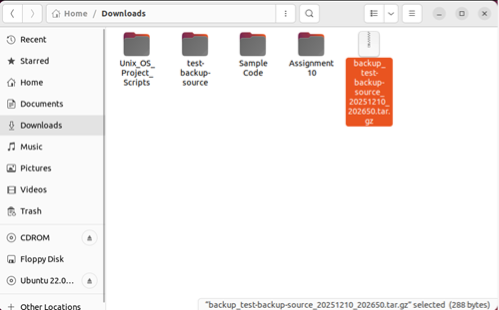 Home / Downloads
Recent
Starred
Home
Documents
Downloads
Music
Pictures
Videos
Trash
CDROM
Floppy Disk
Ubuntu 22.0…
+ Other Locations
Unix_OS_
Project_
Scripts
test-
backup-
source
Sample
Code
Assignment
10
backup_
test-
backup-
source_
20251210_
202650.tar.
gz
"backup_test-backup-source_20251210_202650.tar.gz" selected (288 bytes)